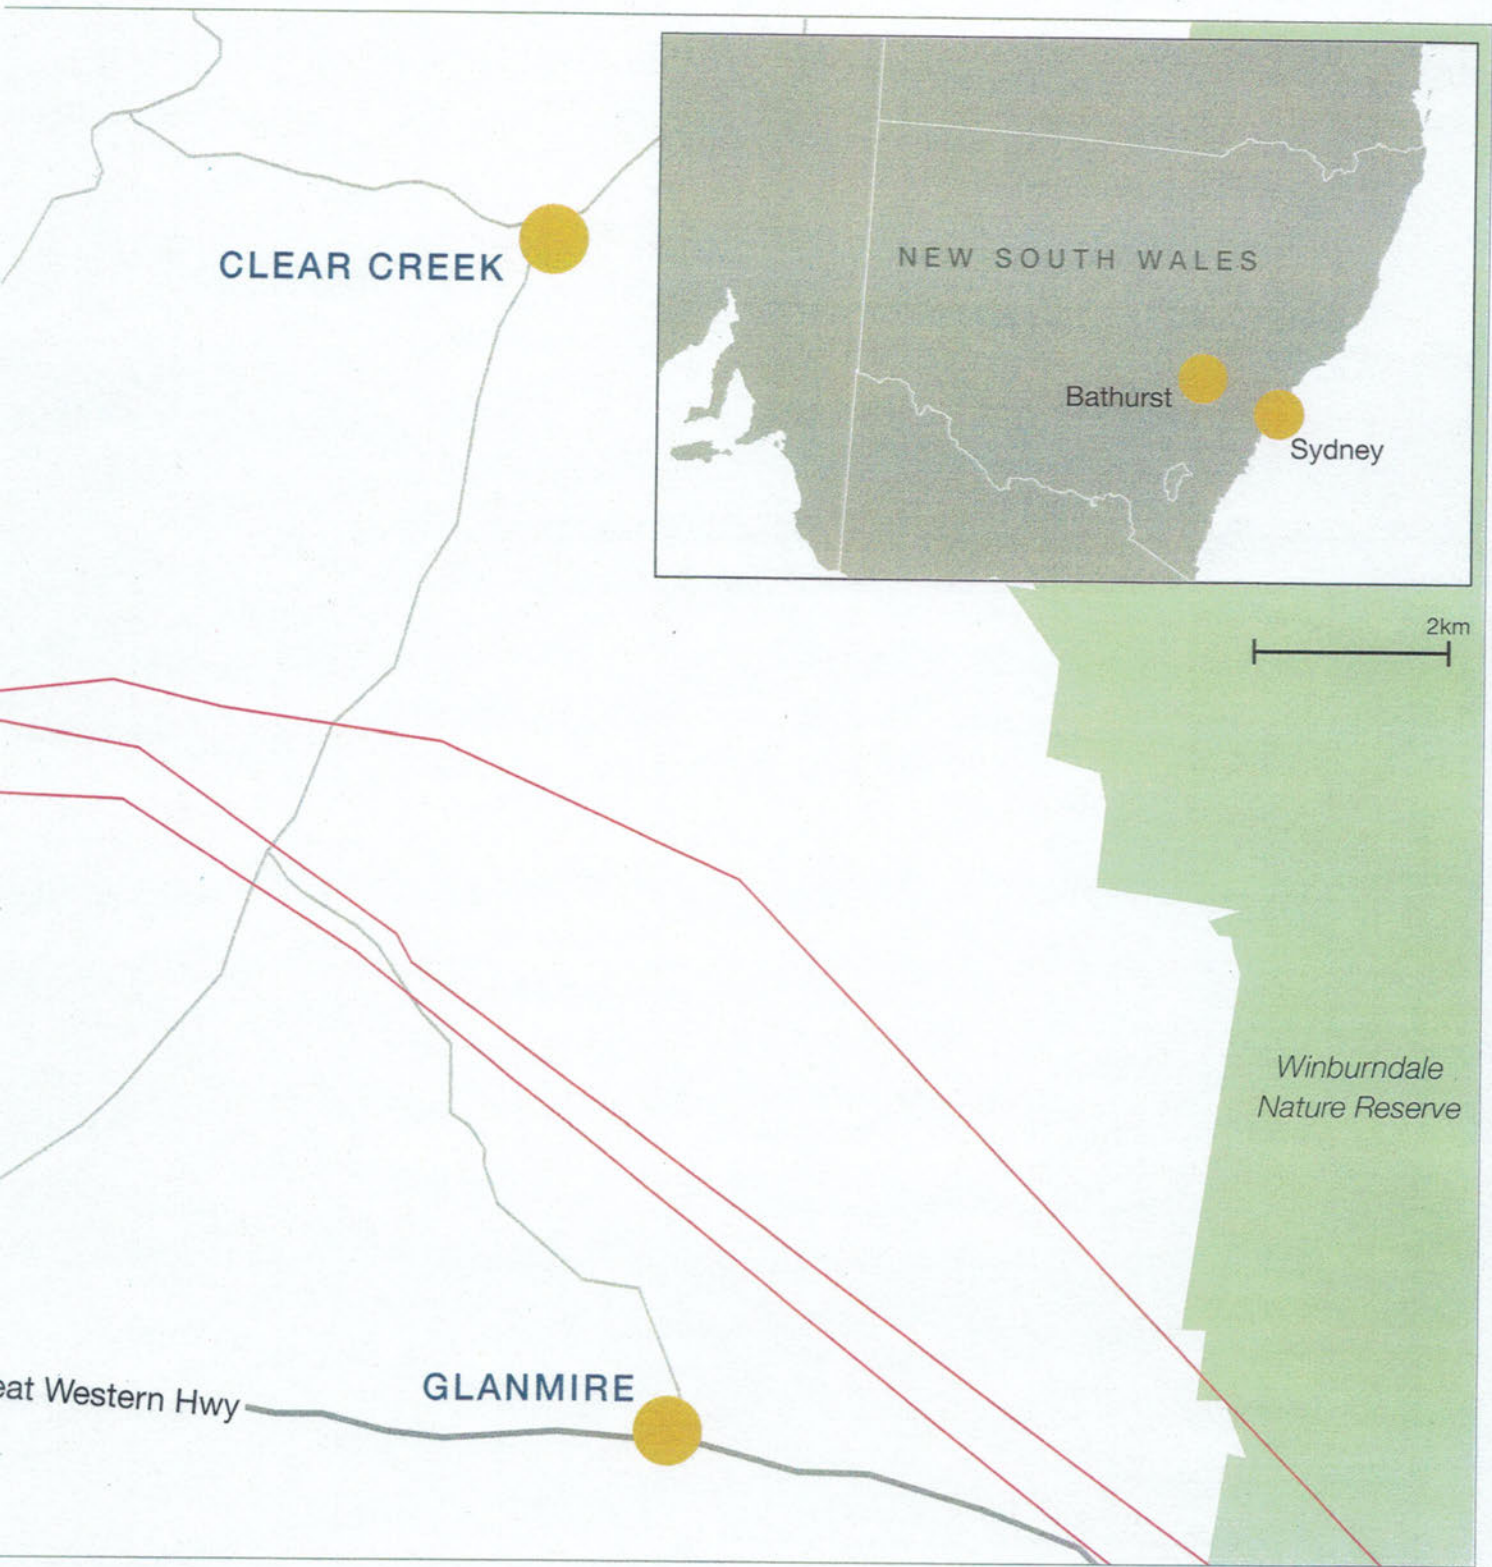 CLEAR CREEK
NEW SOUTH WALES
Bathurst
Sydney
2km
Winburndale
Nature Reserve
GLANMIRE
eat Western Hwy